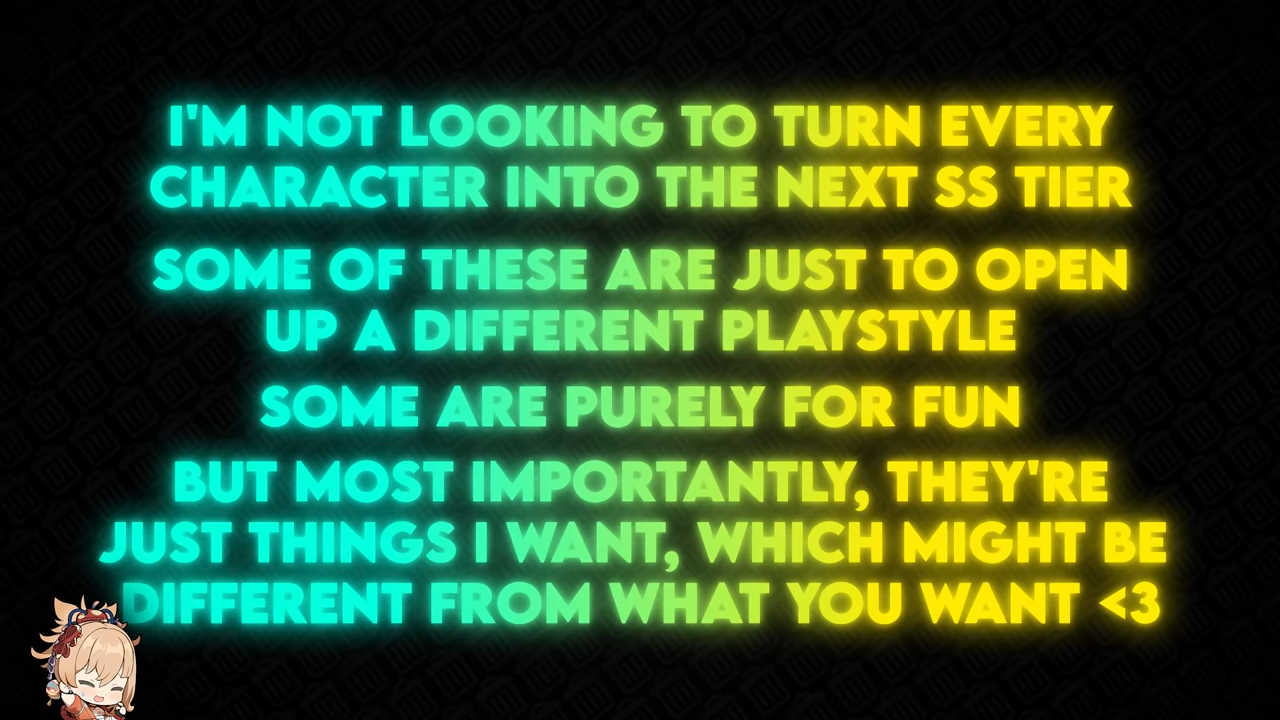 I'M NOT LOOKING TO TURN EVERY
CHARACTER INTO THE NEXT SS TIER
SOME OF THESE ARE JUST TO OPEN
UP A DIFFERENT PLAYSTYLE
SOME ARE PURELY FOR FUN
BUT MOST IMPORTANTLY, THEY'RE
JUST THINGS I WANT, WHICH MIGHT BE
DIFFERENT FROM WHAT YOU WANT <3